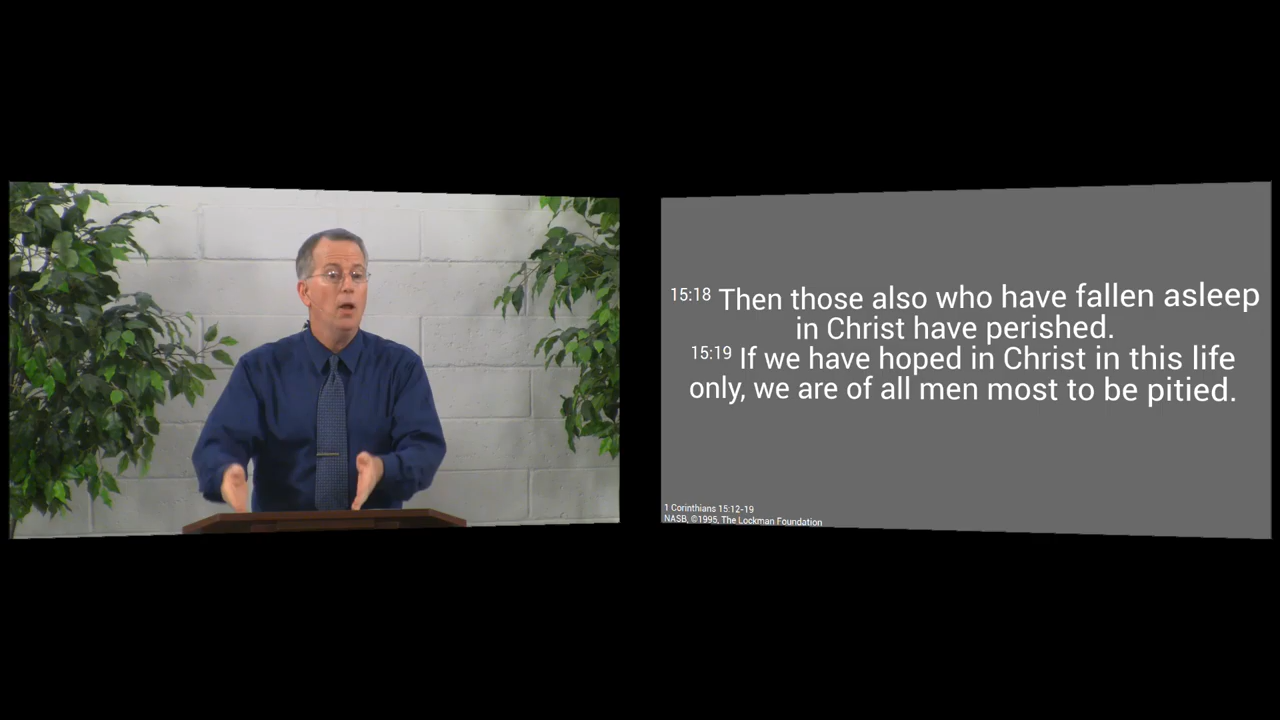 15:18 Then those also who have fallen asleep
in Christ have perished.
15:19 If we have hoped in Christ in this life
only, we are of all men most to be pitied.
1 Corinthians 15:12-19
NASB, ©1995, The Lockman Foundation